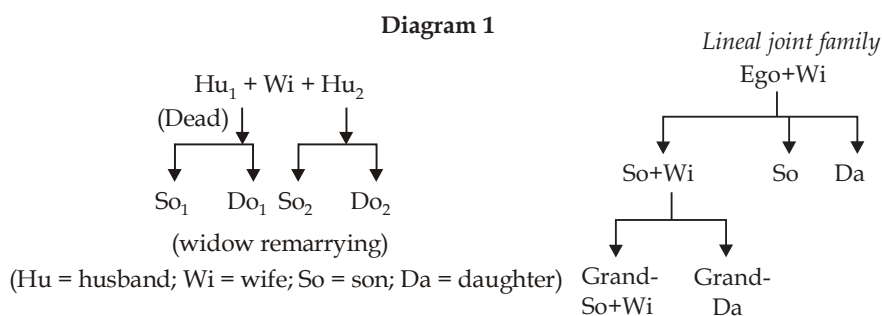 Diagram 1
Hu₁ + Wi + Hu₂
(Dead)
So₁ Do₁ So₂ Do₂
(widow remarrying)
(Hu = husband; Wi = wife; So = son; Da = daughter)
Lineal joint family
Ego+Wi
So+Wi So Da
Grand- Grand-
So+Wi Da